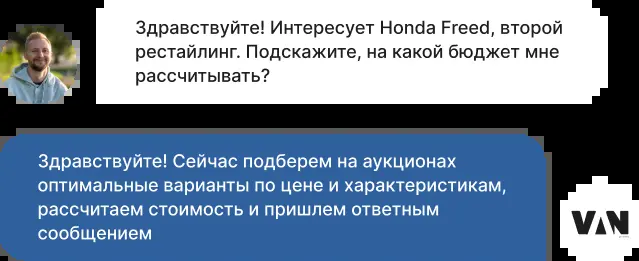 Здравствуйте! Интересует Honda Freed, второй
рестайлинг. Подскажите, на какой бюджет мне
рассчитывать?
Здравствуйте! Сейчас подберем на аукционах
оптимальные варианты по цене и характеристикам,
рассчитаем стоимость и пришлем ответным
сообщением
VAN